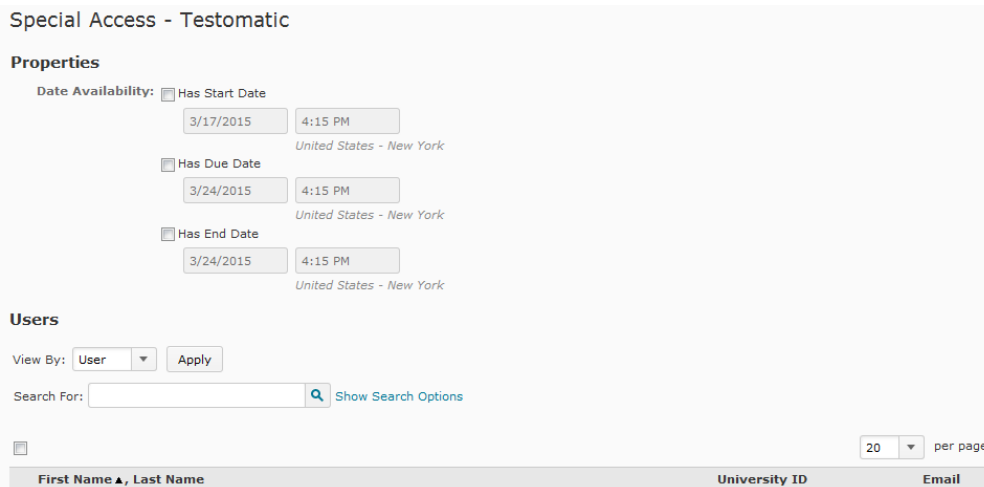 Special Access - Testomatic
Properties
Date Availability: Has Start Date
3/17/2015 4:15 PM
United States - New York
Has Due Date
3/24/2015 4:15 PM
United States - New York
Has End Date
3/24/2015 4:15 PM
United States - New York
Users
View By: User Apply
Search For: Show Search Options
20 per page
First Name ▲, Last Name University ID Email